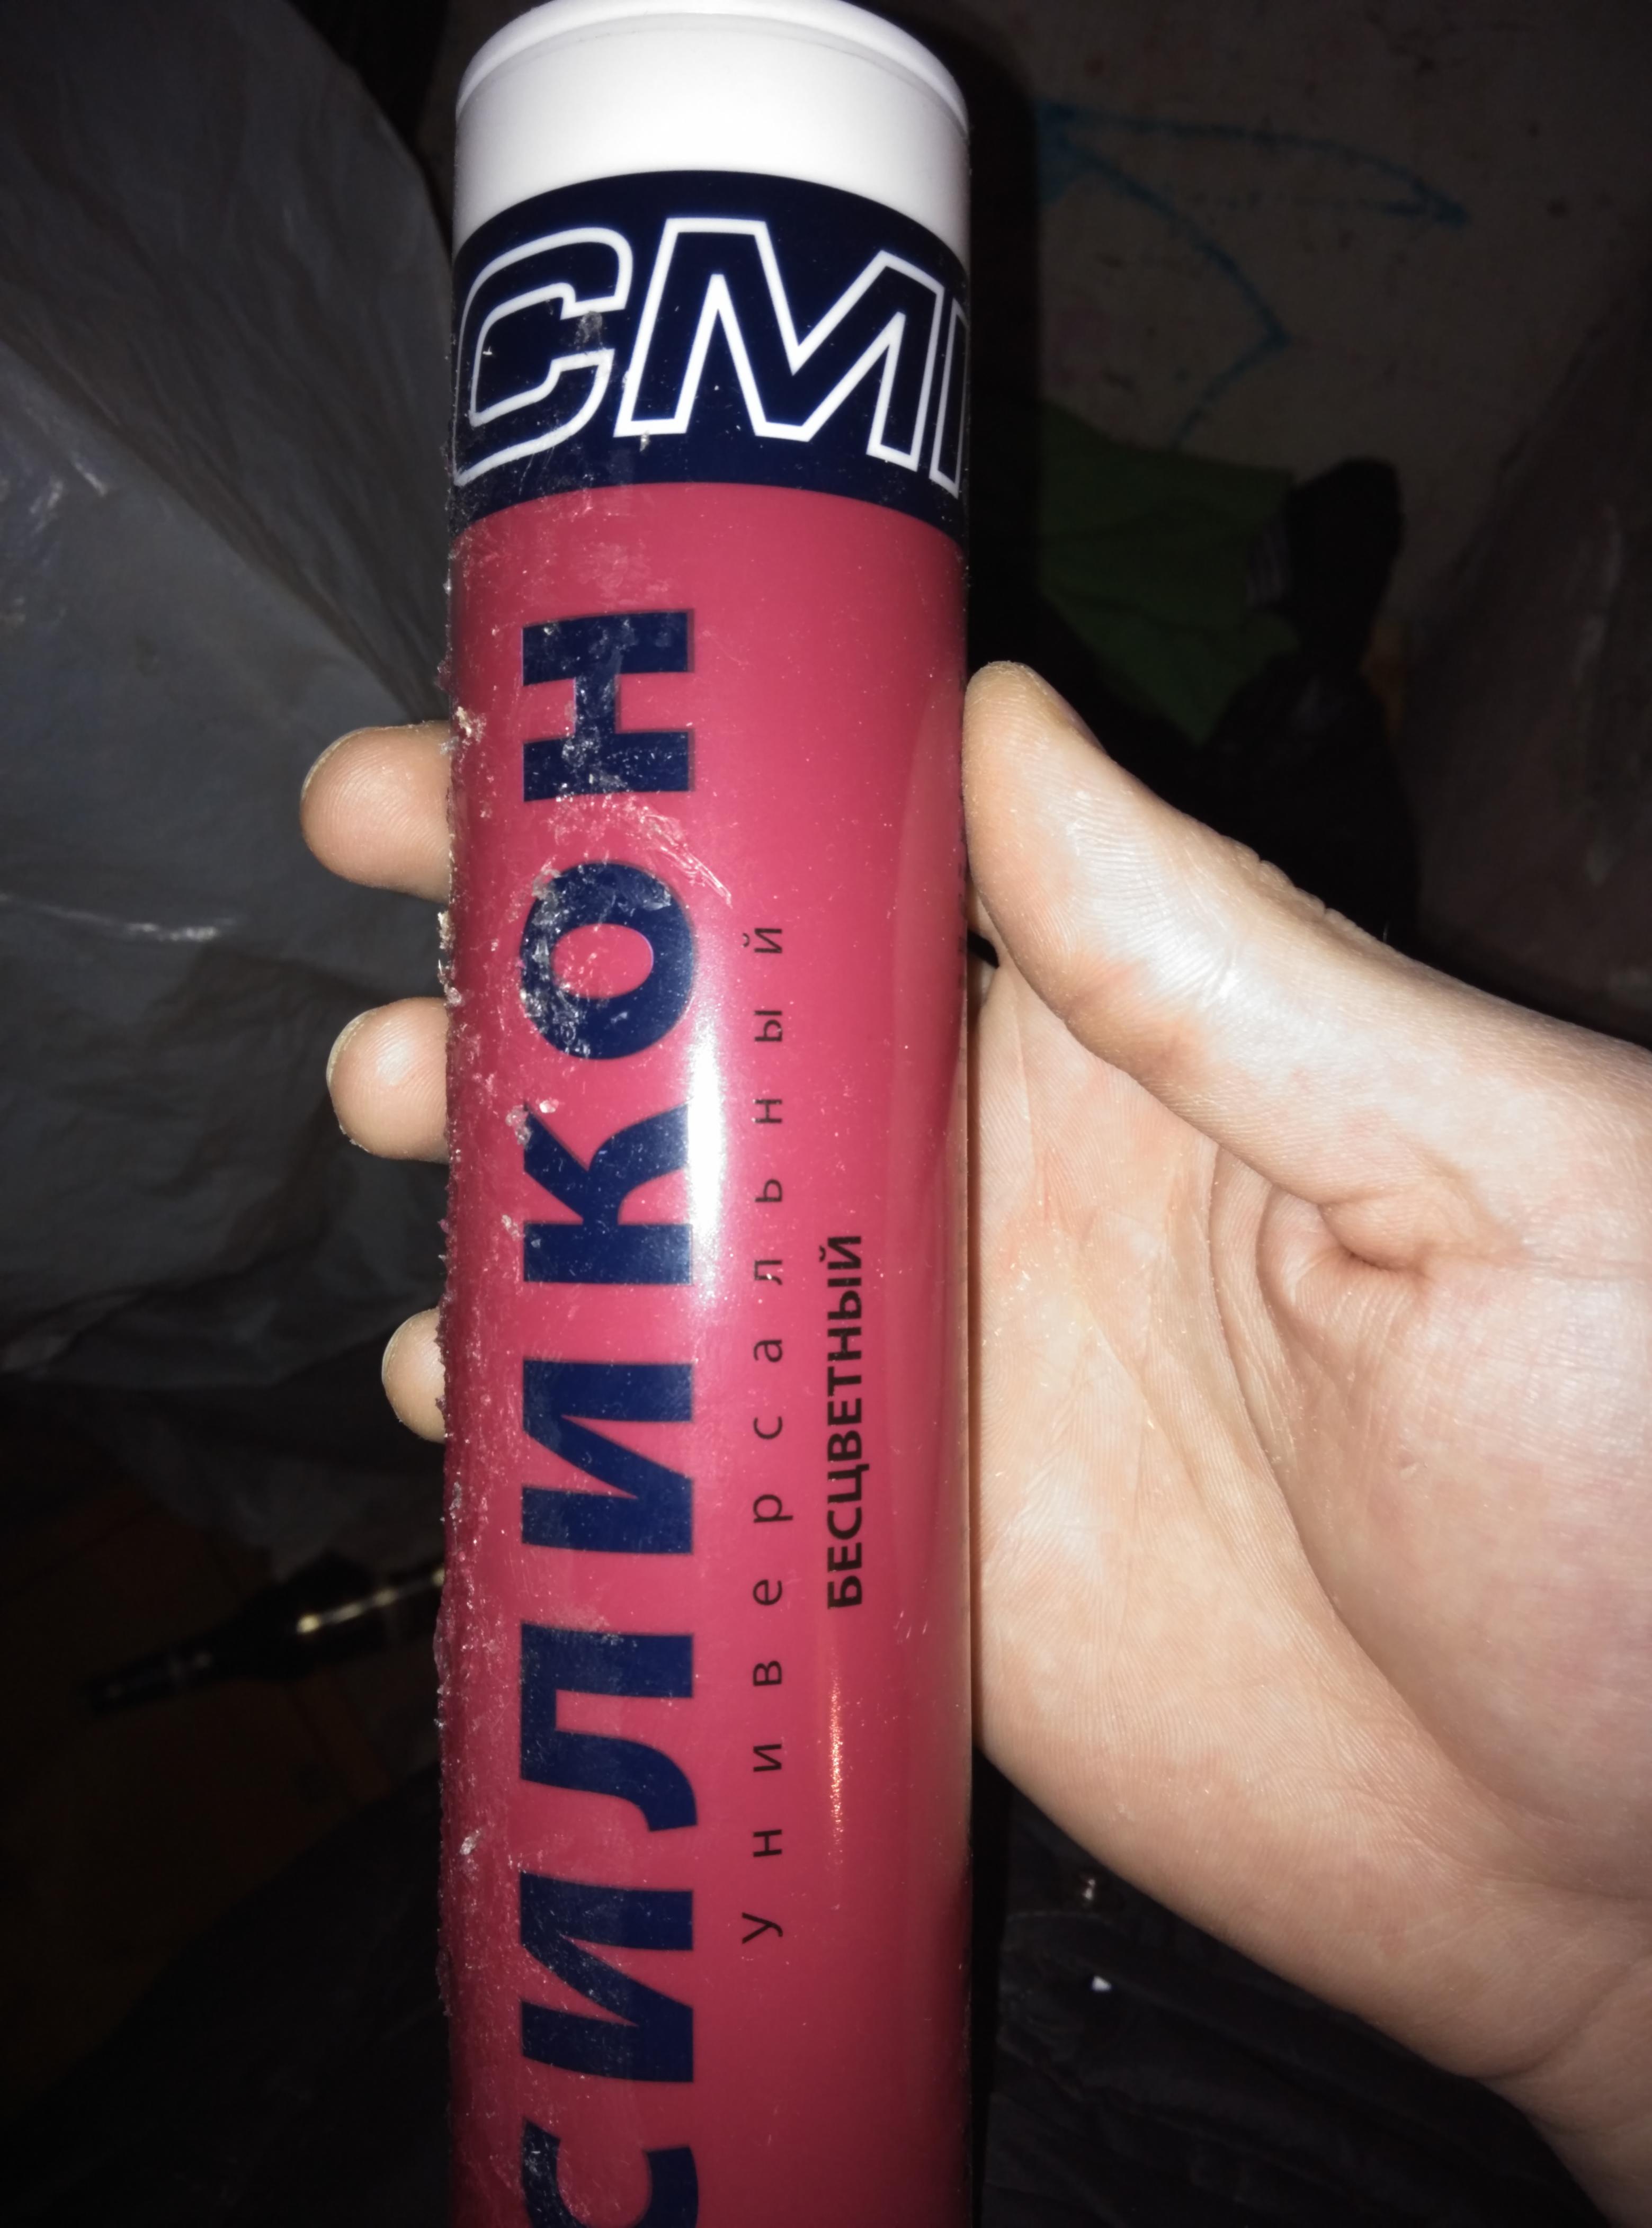 СМ
СИЛИКОН
универсальный
БЕСЦВЕТНЫЙ